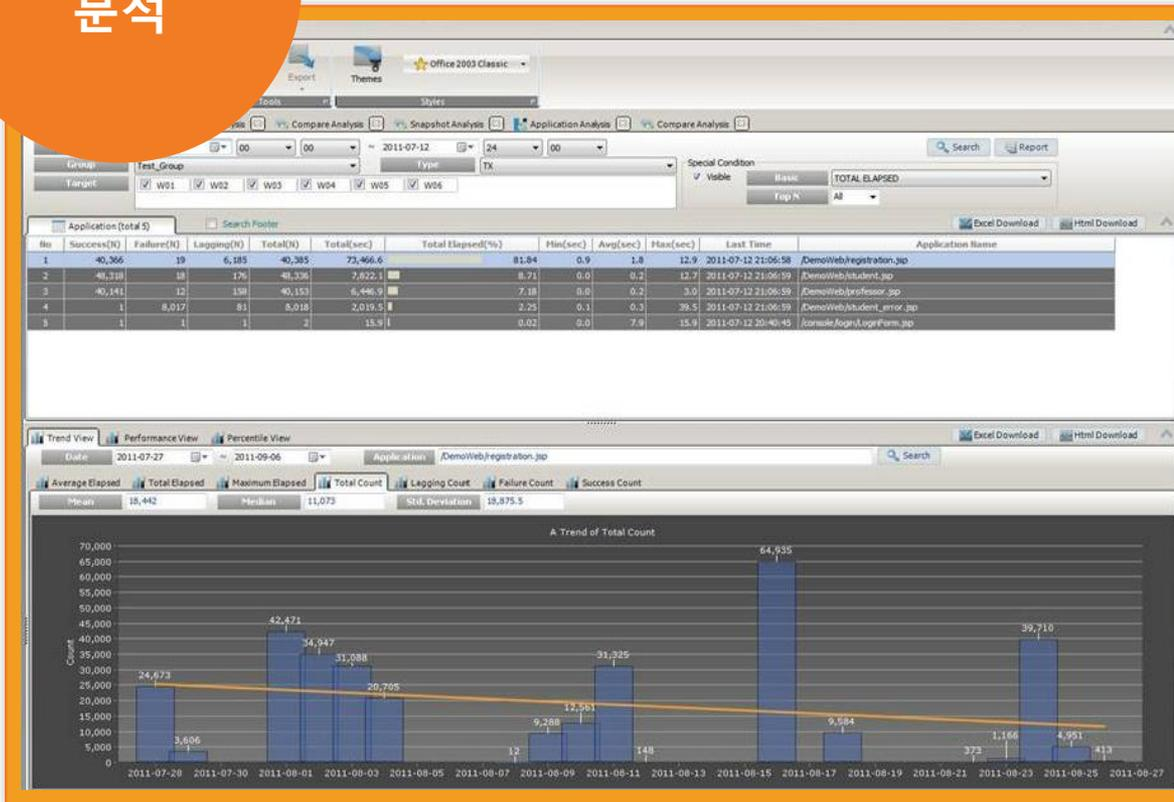 분석
Export
Themes
Office 2003 Classic
Tools
Styles
Compare Analysis
Snapshot Analysis
Application Analysis
Compare Analysis
00 00 ~ 2011-07-12 24 00
Search Report
Group Test_Group Type TX
Special Condition
Target W01 W02 W03 W04 W05 W06
Visible Basic TOTAL ELAPSED
Top N All
Application (total 5) Search Footer Excel Download Html Download
No Success(N) Failure(N) Lagging(N) Total(N) Total(sec) Total Elapsed(%) Min(sec) Avg(sec) Max(sec) Last Time Application Name
1 40,366 19 6,185 40,385 73,466.6 81.84 0.9 1.8 12.9 2011-07-12 21:06:58 /DemoWeb/registration.jsp
2 48,318 18 176 48,336 7,822.1 8.71 0.0 0.2 12.7 2011-07-12 21:06:59 /DemoWeb/student.jsp
3 40,141 12 158 40,153 6,446.9 7.18 0.0 0.2 3.0 2011-07-12 21:06:59 /DemoWeb/professor.jsp
4 1 8,017 81 8,018 2,019.5 2.25 0.1 0.3 39.5 2011-07-12 21:06:59 /DemoWeb/student_error.jsp
5 1 1 1 2 15.9 0.02 0.0 7.9 15.9 2011-07-12 20:40:45 /console/login/LoginForm.jsp
Trend View Performance View Percentile View Excel Download Html Download
Date 2011-07-27 ~ 2011-09-06 Application /DemoWeb/registration.jsp Search
Average Elapsed Total Elapsed Maximum Elapsed Total Count Lagging Count Failure Count Success Count
Mean 18,442 Median 11,073 Std. Deviation 18,875.5
A Trend of Total Count
70,000
65,000
60,000
55,000
50,000
45,000
40,000
35,000
30,000
25,000
20,000
15,000
10,000
5,000
0
Count
24,673
3,606
42,471
34,947
31,088
20,705
12
9,288
12,561
31,325
148
64,935
9,584
373
1,166
39,710
4,951
413
2011-07-28 2011-07-30 2011-08-01 2011-08-03 2011-08-05 2011-08-07 2011-08-09 2011-08-11 2011-08-13 2011-08-15 2011-08-17 2011-08-19 2011-08-21 2011-08-23 2011-08-25 2011-08-27